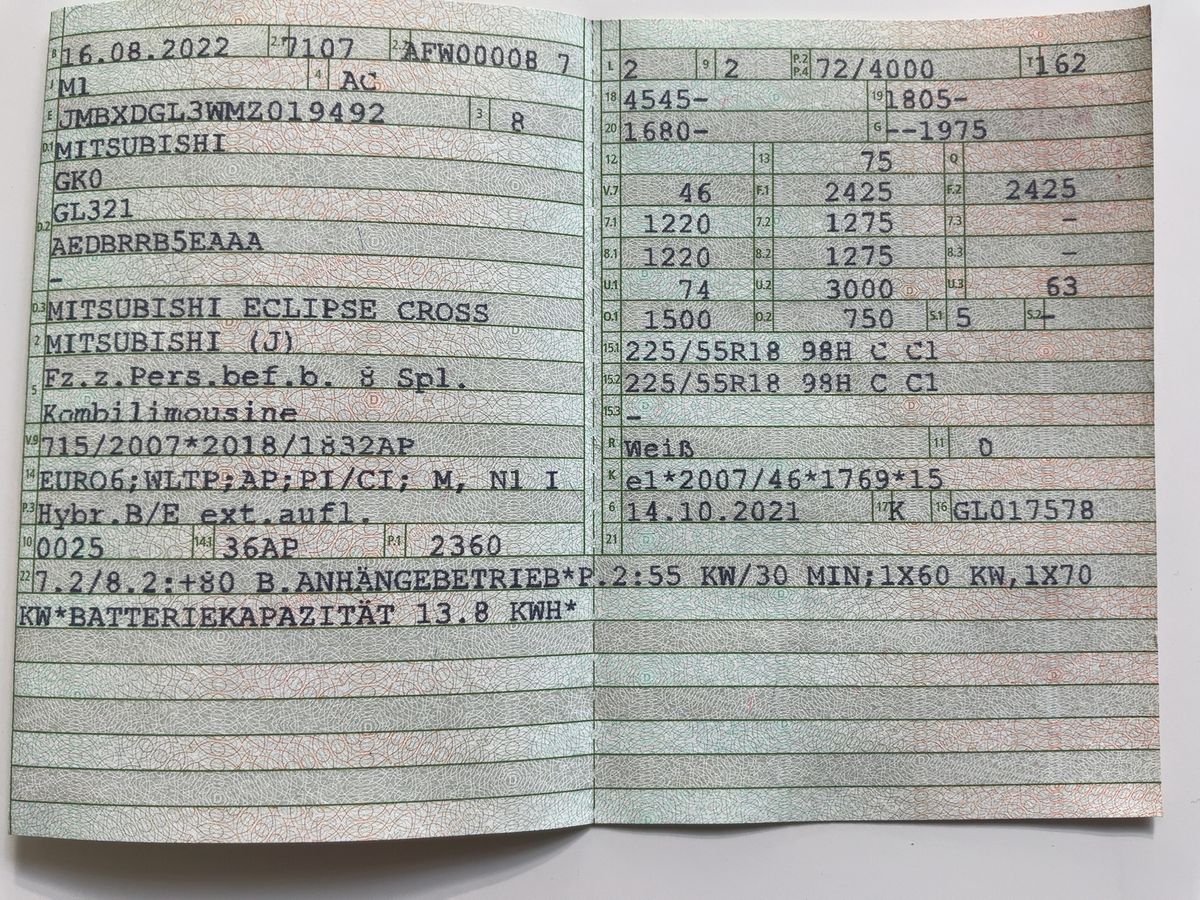 B 16.08.2022 2.1 7107 2.2 AFW00008 7
J M1 4 AC
E JMBXDGL3WMZ019492 3 8
D.1 MITSUBISHI
GK0
GL321
D.2 AEDBRRB5EAAA
–
D.3 MITSUBISHI ECLIPSE CROSS
2 MITSUBISHI (J)
Fz.z.Pers.bef.b. 8 Spl.
5 Kombilimousine
V.9 715/2007*2018/1832AP
14 EURO6;WLTP;AP;PI/CI; M, N1 I
P.3 Hybr.B/E ext.aufl.
10 0025 14.1 36AP P.1 2360
L 2 9 2 P.2 P.4 72/4000 T 162
18 4545– 19 1805–
20 1680– G ––1975
12 13 75 Q
V.7 46 F.1 2425 F.2 2425
7.1 1220 7.2 1275 7.3 –
8.1 1220 8.2 1275 8.3 –
U.1 74 U.2 3000 U.3 63
O.1 1500 O.2 750 S.1 5 S.2 –
15.1 225/55R18 98H C C1
15.2 225/55R18 98H C C1
15.3 –
R Weiß 11 0
K e1*2007/46*1769*15
6 14.10.2021 17 K 16 GL017578
21
22 7.2/8.2:+80 B.ANHÄNGEBETRIEB*P.2:55 KW/30 MIN;1X60 KW,1X70
KW*BATTERIEKAPAZITÄT 13.8 KWH*